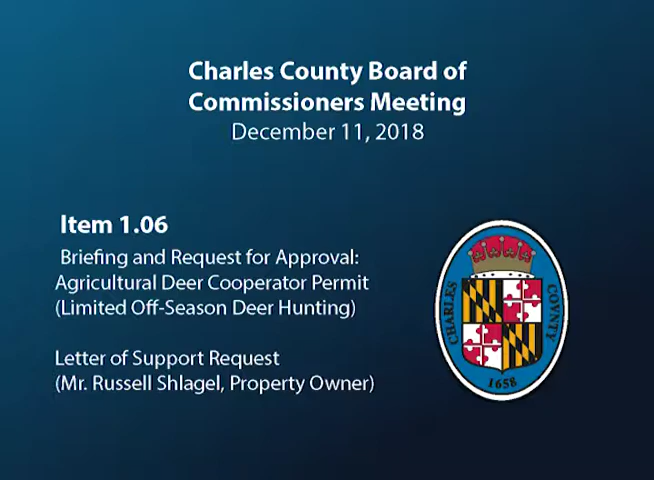 Charles County Board of
Commissioners Meeting
December 11, 2018
Item 1.06
Briefing and Request for Approval:
Agricultural Deer Cooperator Permit
(Limited Off-Season Deer Hunting)
Letter of Support Request
(Mr. Russell Shlagel, Property Owner)
CHARLES COUNTY
1658